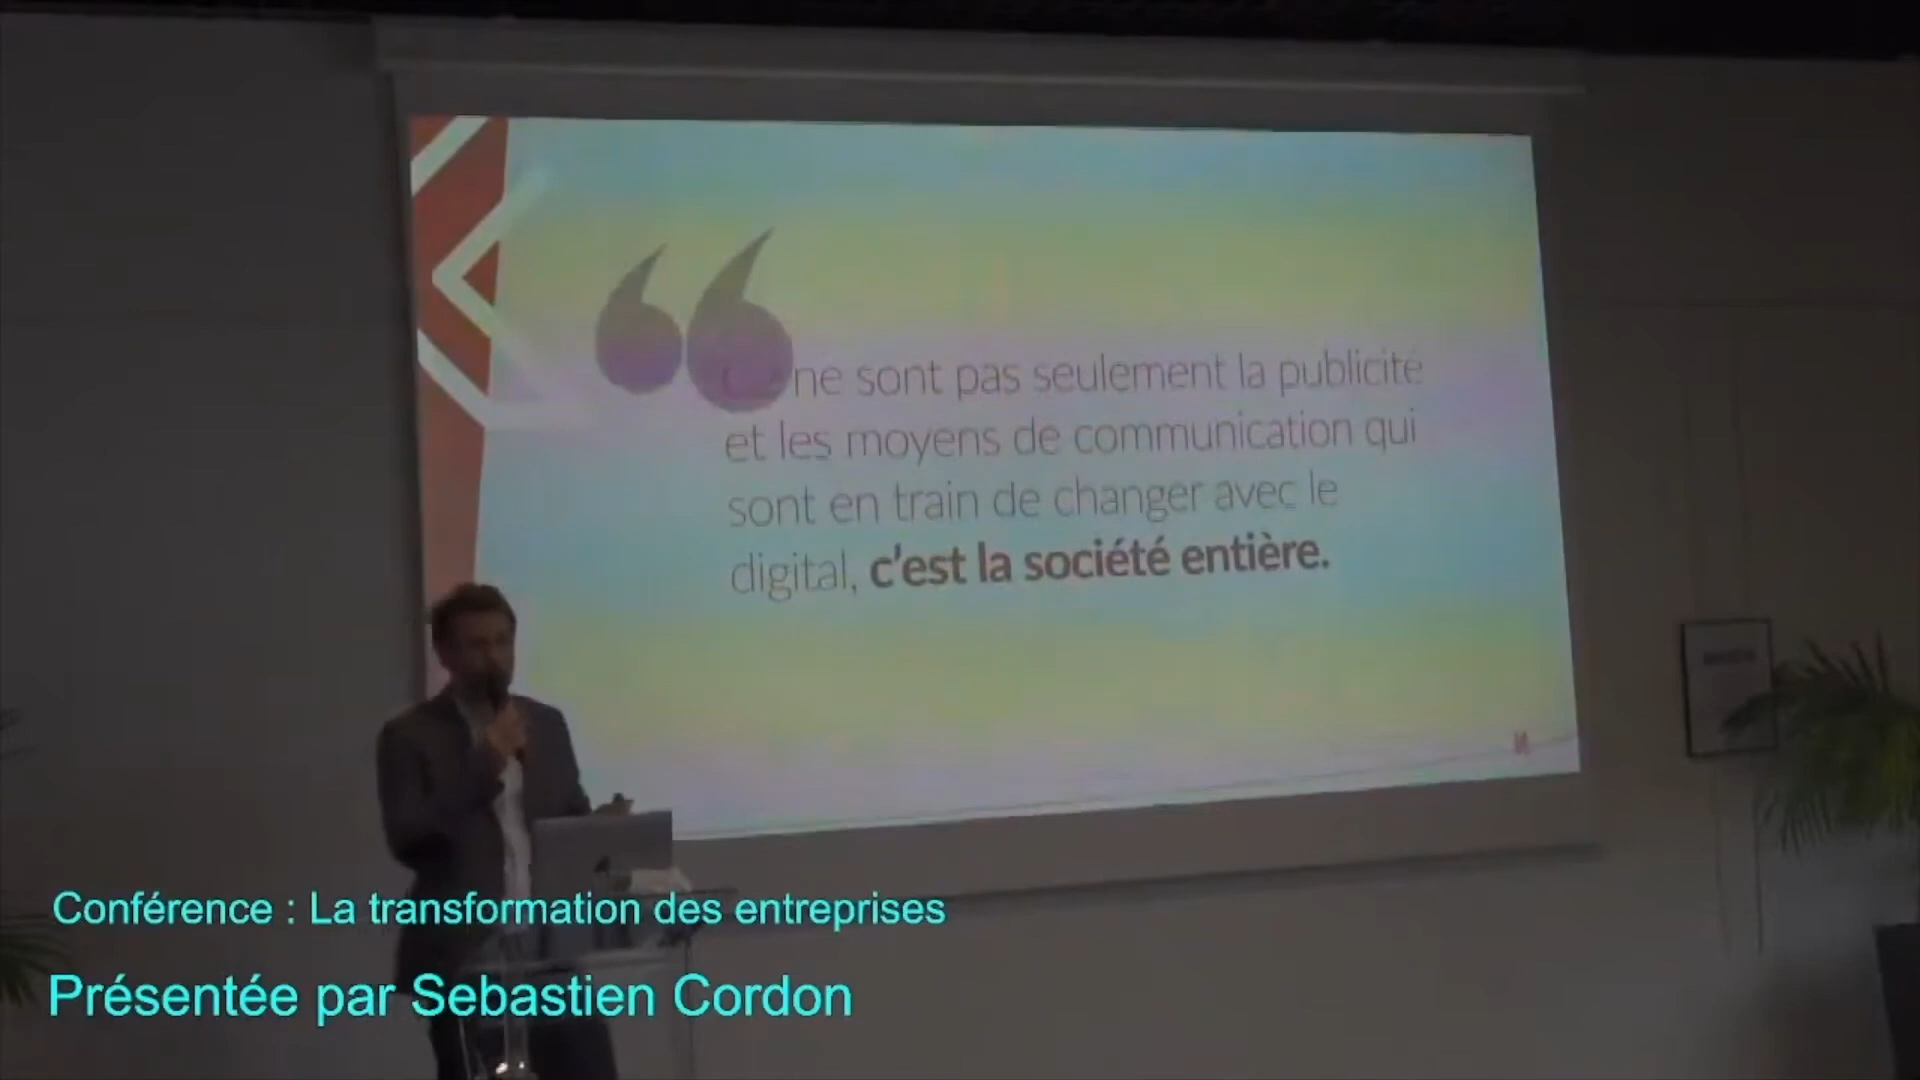 ne sont pas seulement la publicité
et les moyens de communication qui
sont en train de changer avec le
digital, c'est la société entière.
Conférence : La transformation des entreprises
Présentée par Sebastien Cordon